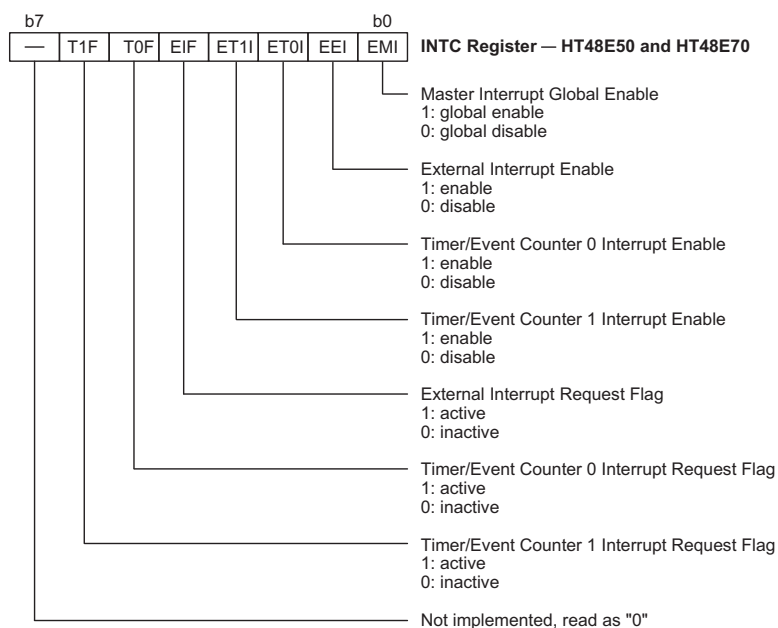 b7 b0
— T1F T0F EIF ET1I ET0I EEI EMI INTC Register — HT48E50 and HT48E70
Master Interrupt Global Enable
1: global enable
0: global disable
External Interrupt Enable
1: enable
0: disable
Timer/Event Counter 0 Interrupt Enable
1: enable
0: disable
Timer/Event Counter 1 Interrupt Enable
1: enable
0: disable
External Interrupt Request Flag
1: active
0: inactive
Timer/Event Counter 0 Interrupt Request Flag
1: active
0: inactive
Timer/Event Counter 1 Interrupt Request Flag
1: active
0: inactive
Not implemented, read as "0"